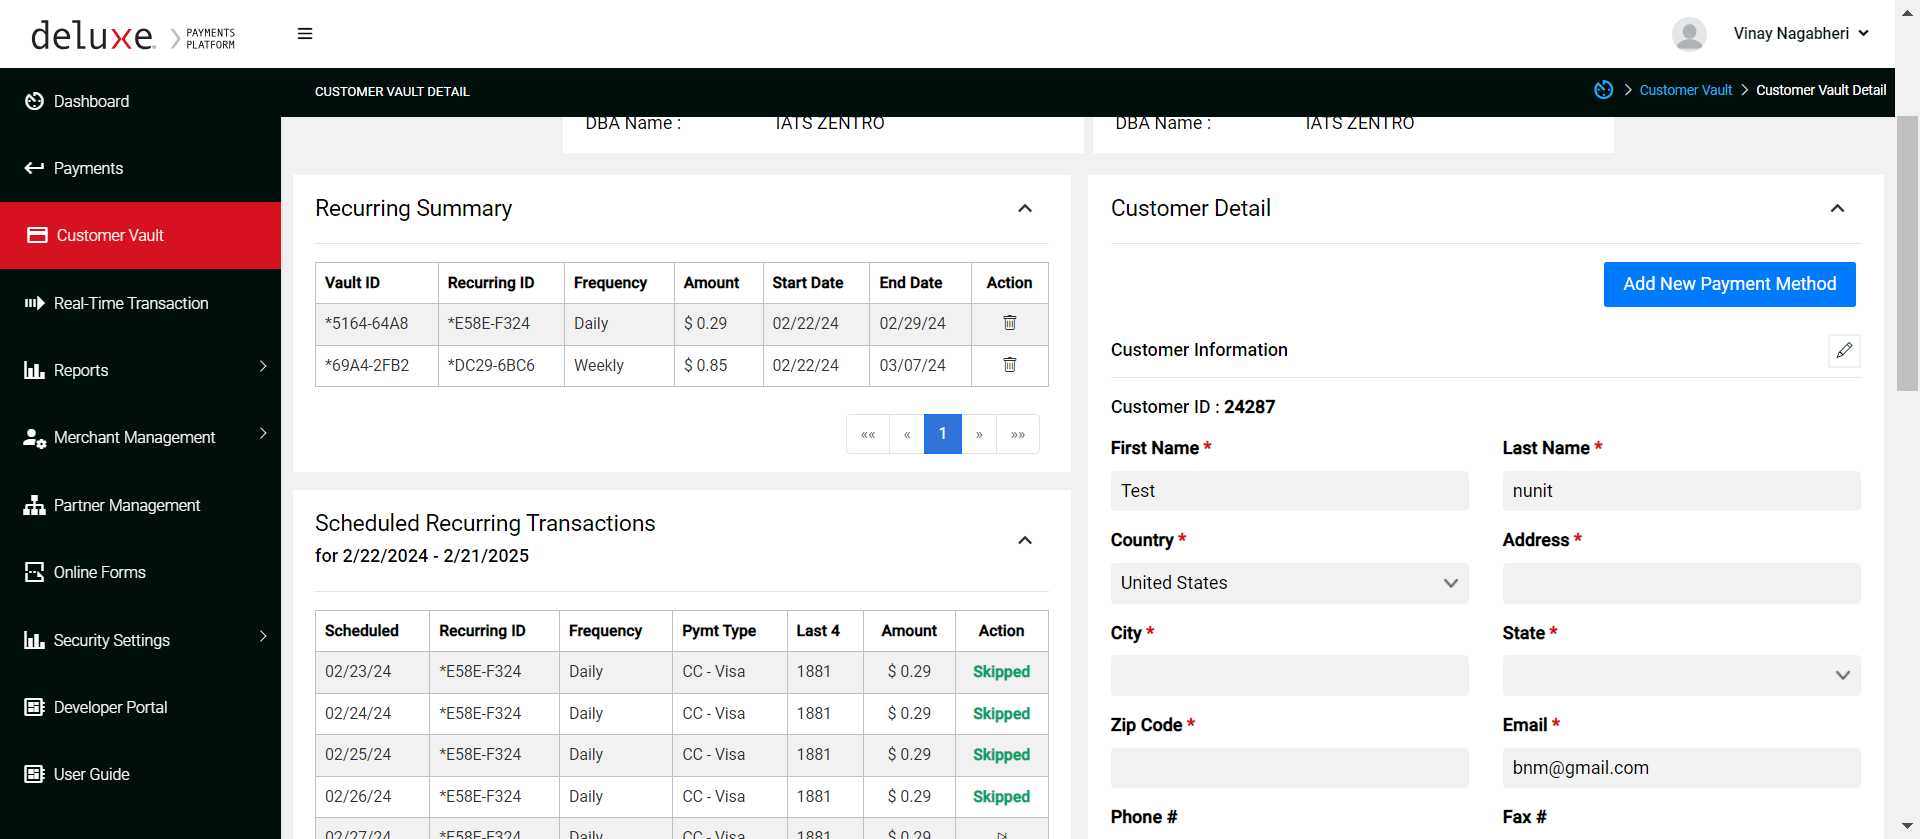 deluxe. PAYMENTS PLATFORM
Vinay Nagabheri
CUSTOMER VAULT DETAIL
Customer Vault Customer Vault Detail
Dashboard
Payments
Customer Vault
Real-Time Transaction
Reports
Merchant Management
Partner Management
Online Forms
Security Settings
Developer Portal
User Guide
DBA Name : IATS ZENTRO
DBA Name : IATS ZENTRO
Recurring Summary
Vault ID Recurring ID Frequency Amount Start Date End Date Action
*5164-64A8 *E58E-F324 Daily $ 0.29 02/22/24 02/29/24
*69A4-2FB2 *DC29-6BC6 Weekly $ 0.85 02/22/24 03/07/24
«« « 1 » »»
Scheduled Recurring Transactions
for 2/22/2024 - 2/21/2025
Scheduled Recurring ID Frequency Pymt Type Last 4 Amount Action
02/23/24 *E58E-F324 Daily CC - Visa 1881 $ 0.29 Skipped
02/24/24 *E58E-F324 Daily CC - Visa 1881 $ 0.29 Skipped
02/25/24 *E58E-F324 Daily CC - Visa 1881 $ 0.29 Skipped
02/26/24 *E58E-F324 Daily CC - Visa 1881 $ 0.29 Skipped
02/27/24 *E58E-F324 Daily CC - Visa 1881 $ 0.29
Customer Detail
Add New Payment Method
Customer Information
Customer ID : 24287
First Name * Last Name *
Test nunit
Country * Address *
United States
City * State *
Zip Code * Email *
bnm@gmail.com
Phone # Fax #